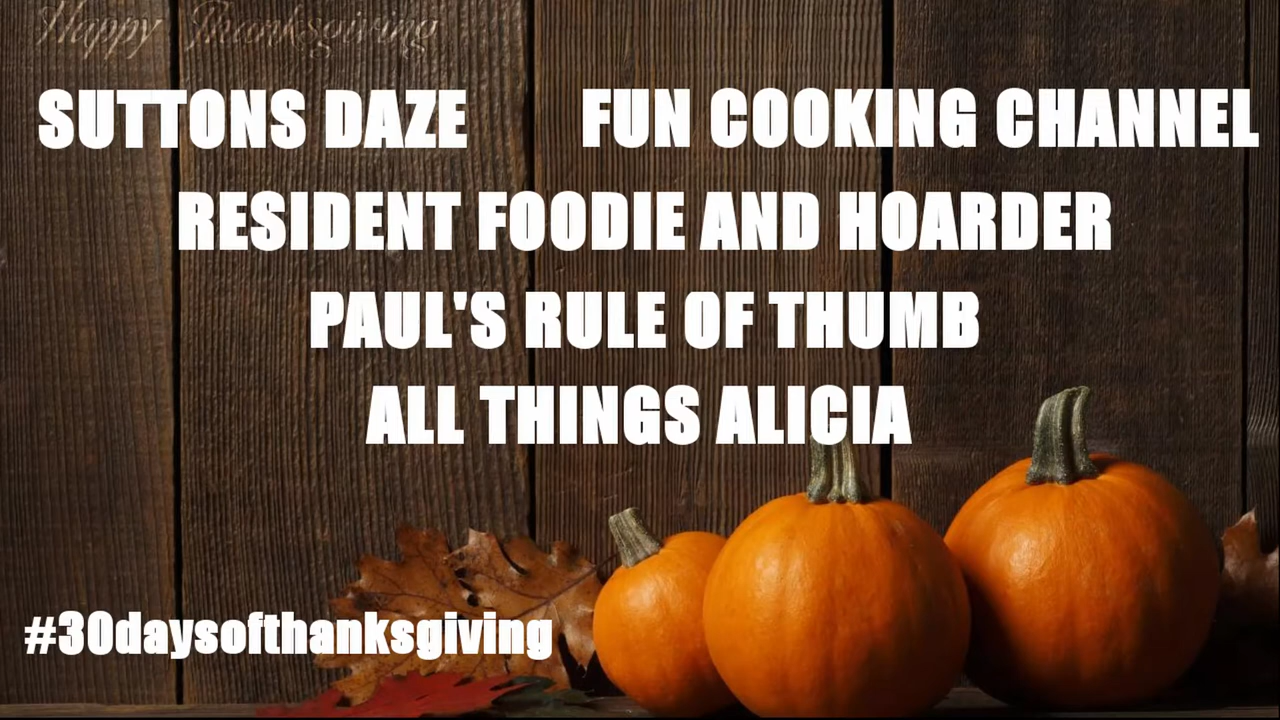 Happy Thanksgiving
SUTTONS DAZE FUN COOKING CHANNEL
RESIDENT FOODIE AND HOARDER
PAUL'S RULE OF THUMB
ALL THINGS ALICIA
#30daysofthanksgiving